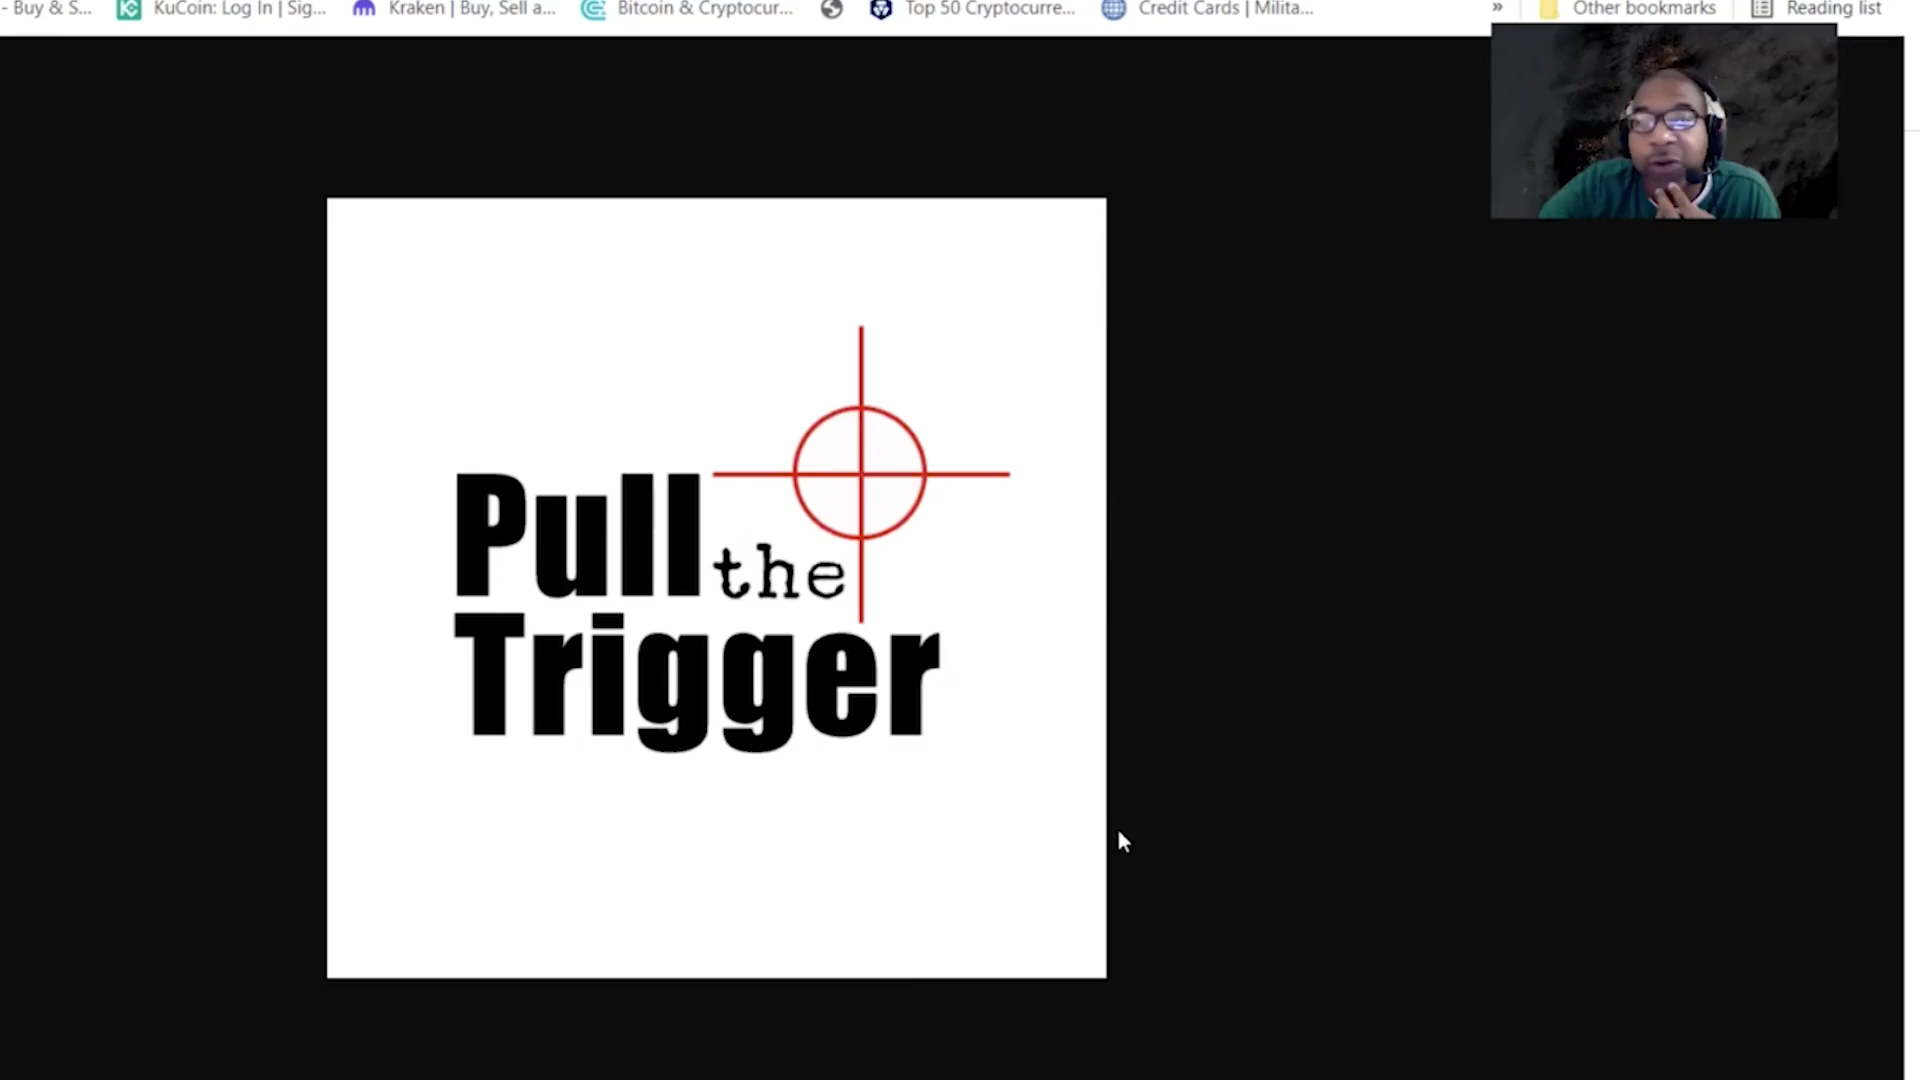 - Buy & S... KuCoin: Log In | Sig... Kraken | Buy, Sell a... Bitcoin & Cryptocur... Top 50 Cryptocurre... Credit Cards | Milita... » Other bookmarks Reading list
Pull the
Trigger